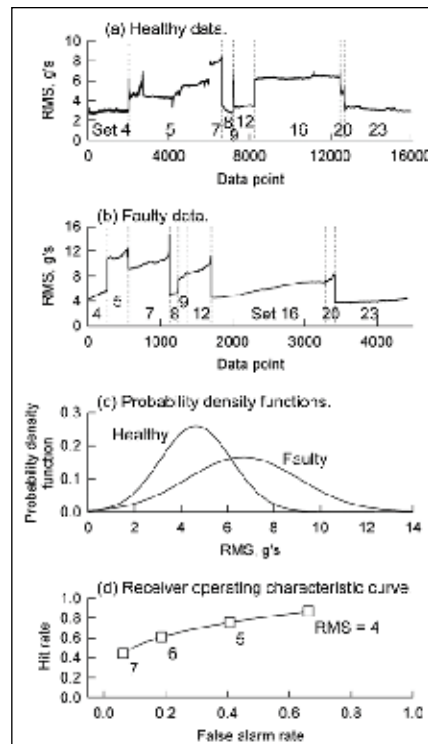 (a) Healthy data.
10
8
6
4
2
0
RMS, g's
Set 4 5 7 8 9 12 16 20 23
0 4000 8000 12000 16000
Data point
(b) Faulty data.
16
12
8
4
0
RMS, g's
4 5 7 8 9 12 Set 16 20 23
0 1000 2000 3000 4000
Data point
(c) Probability density functions.
0.3
0.2
0.1
0.0
Probability density
function
Healthy
Faulty
0 2 4 6 8 10 12 14
RMS, g's
(d) Receiver operating characteristic curve
1.0
0.8
0.6
0.4
0.2
0.0
Hit rate
7 6 5 RMS = 4
0.0 0.2 0.4 0.6 0.8 1.0
False alarm rate